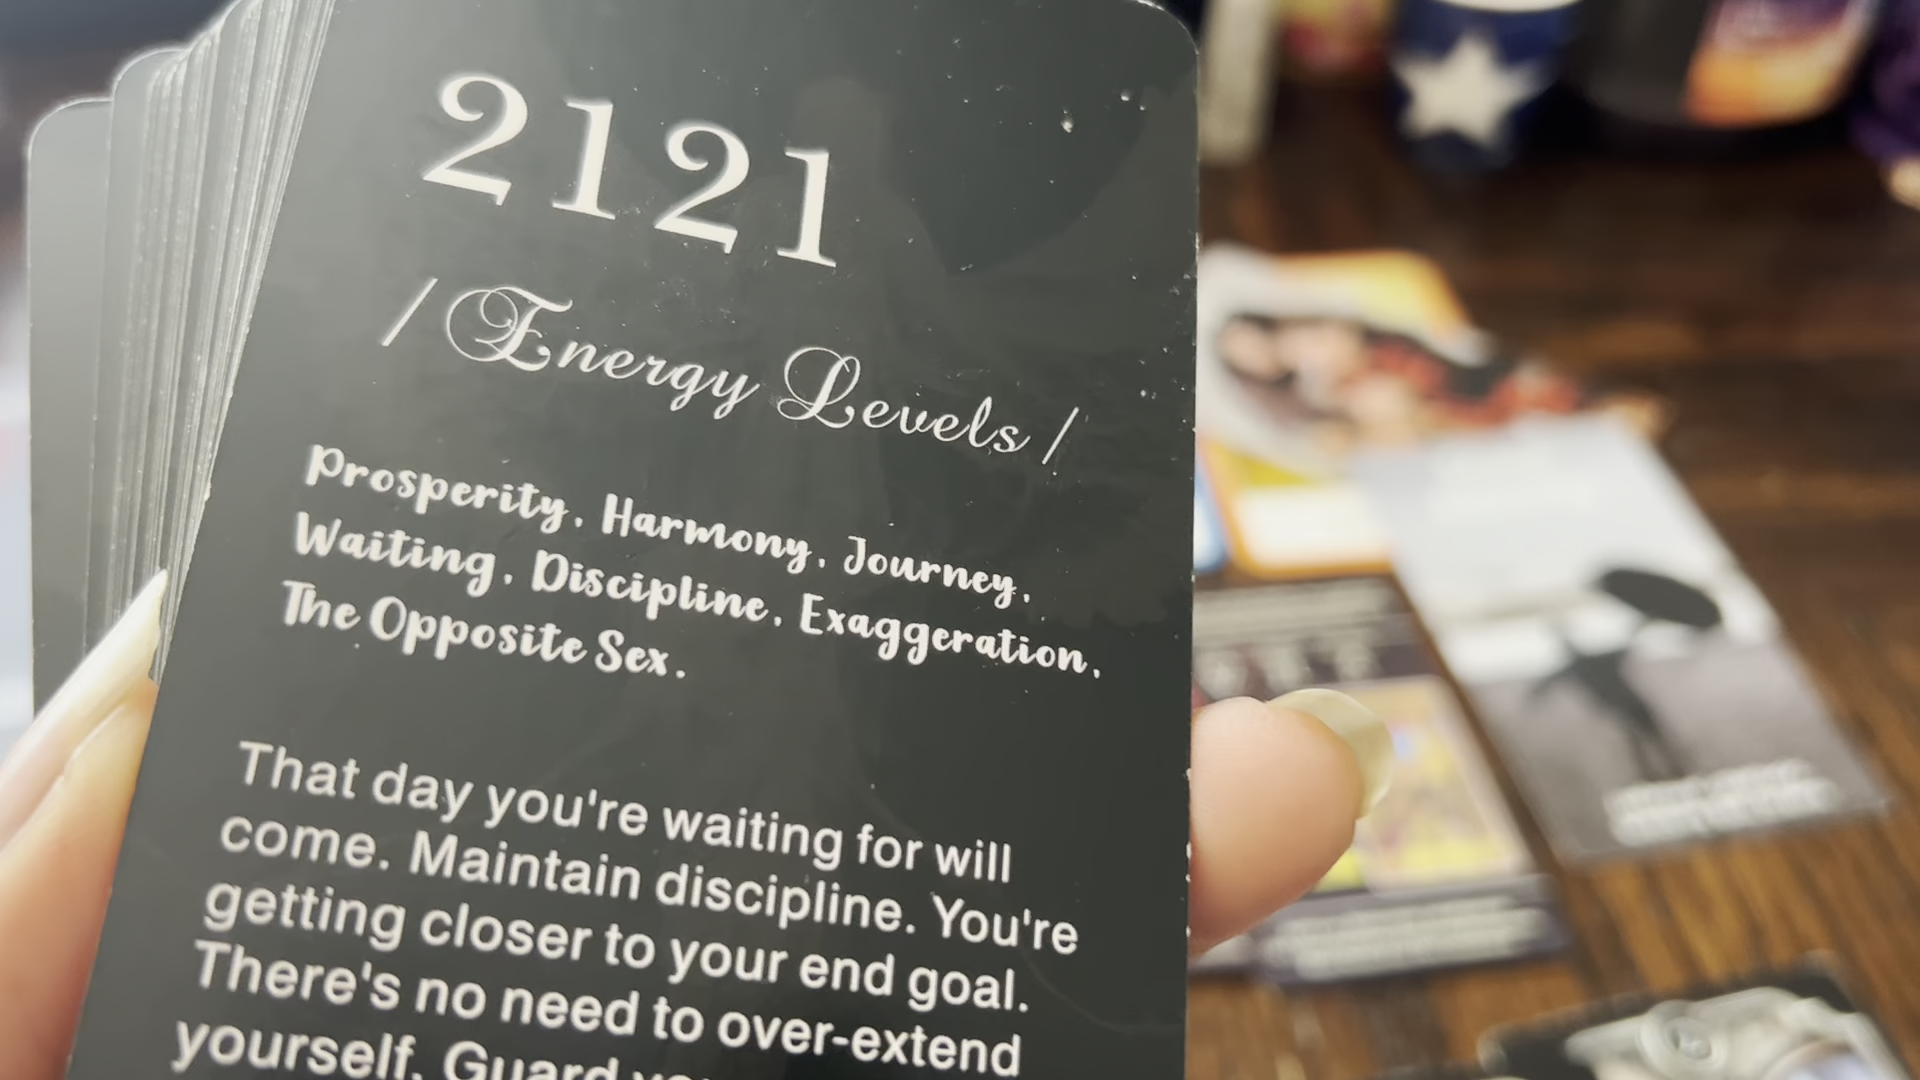 2121
/ Energy Levels /
Prosperity, Harmony, Journey,
Waiting, Discipline, Exaggeration,
The Opposite Sex.
That day you're waiting for will
come. Maintain discipline. You're
getting closer to your end goal.
There's no need to over-extend
yourself. Guard